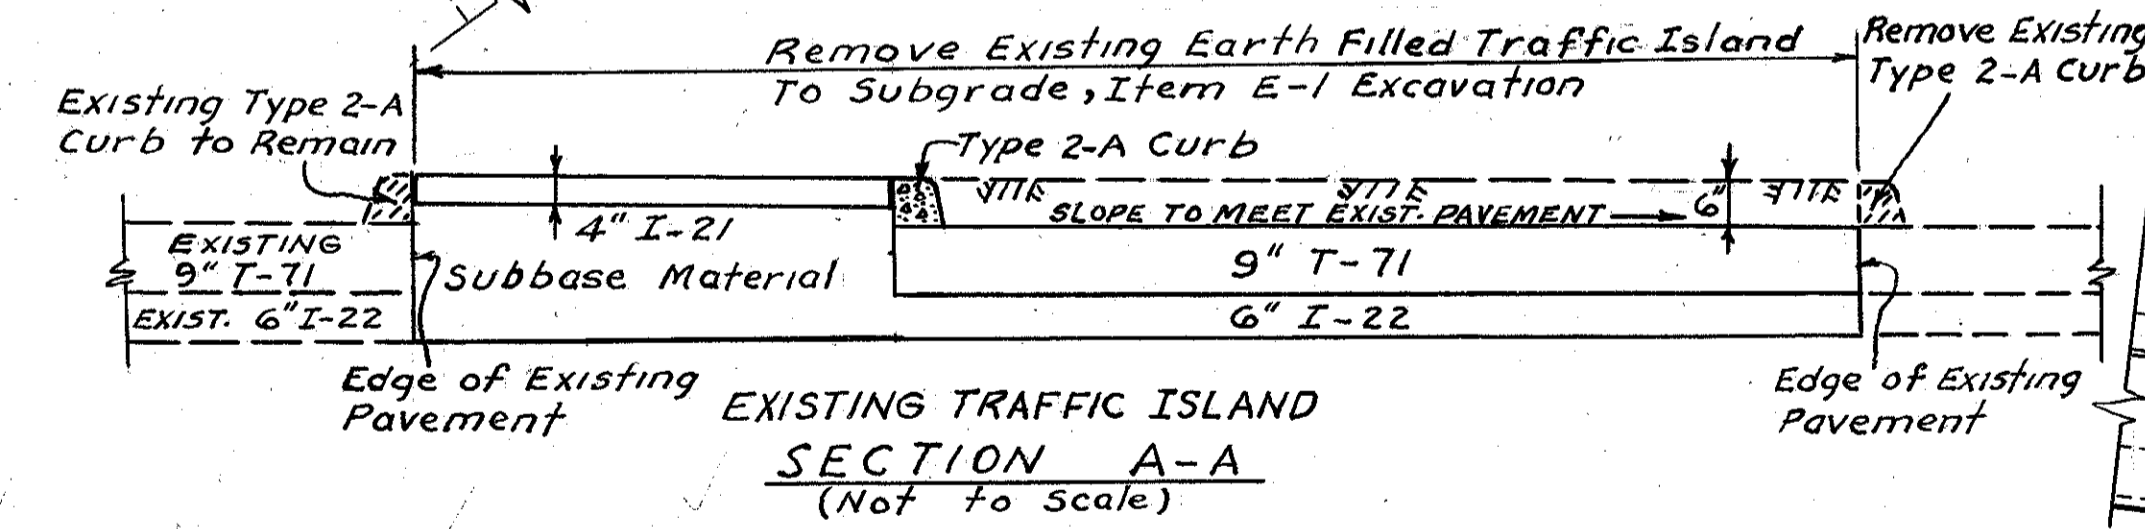 Remove Existing Earth Filled Traffic Island
To Subgrade, Item E-1 Excavation
Remove Existing
Type 2-A Curb
Existing Type 2-A
Curb to Remain
Type 2-A Curb
6"
SLOPE TO MEET EXIST. PAVEMENT
4" I-21
EXISTING
9" T-71
EXIST. 6" I-22
Subbase Material
9" T-71
6" I-22
Edge of Existing
Pavement
Edge of Existing
Pavement
EXISTING TRAFFIC ISLAND
SECTION A-A
(Not to Scale)